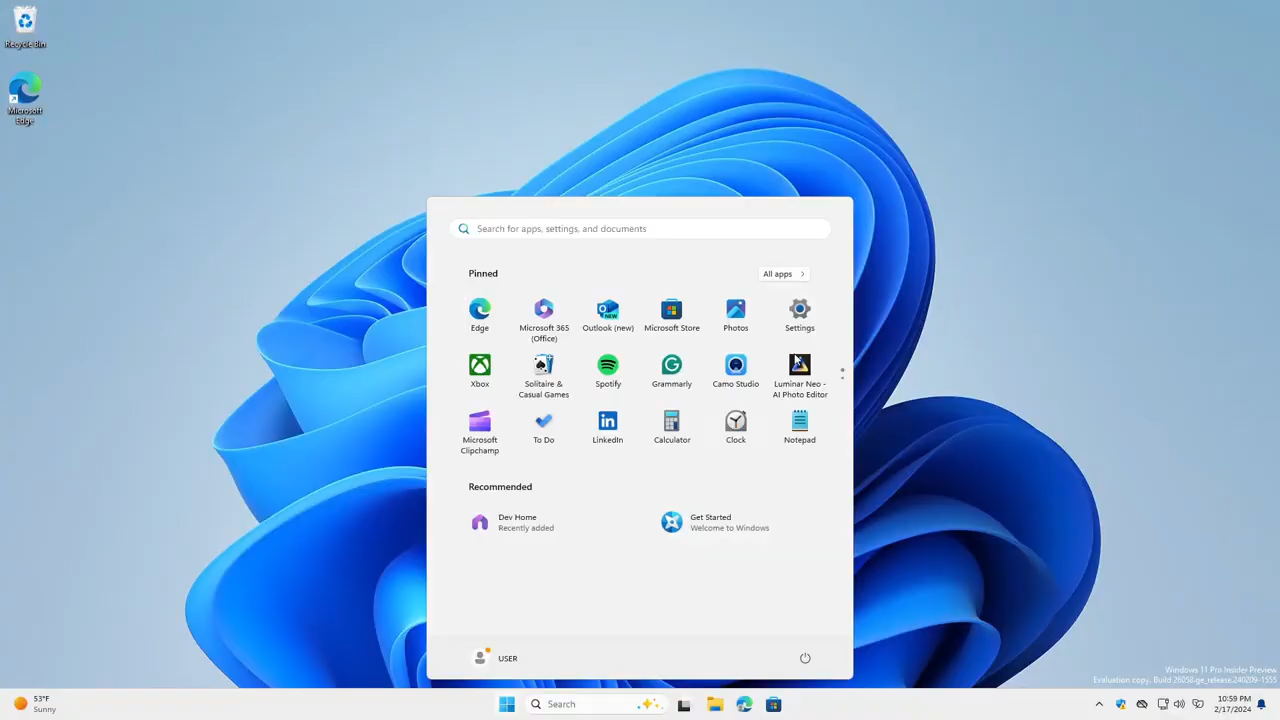 Recycle Bin
Microsoft
Edge
Search for apps, settings, and documents
Pinned
All apps
Edge
Microsoft 365
(Office)
Outlook (new)
Microsoft Store
Photos
Settings
Xbox
Solitaire &
Casual Games
Spotify
Grammarly
Camo Studio
Luminar Neo -
AI Photo Editor
Microsoft
Clipchamp
To Do
LinkedIn
Calculator
Clock
Notepad
Recommended
Dev Home
Recently added
Get Started
Welcome to Windows
USER
Windows 11 Pro Insider Preview
Evaluation copy. Build 26058.ge_release.240209-1555
53°F
Sunny
Search
10:59 PM
2/17/2024